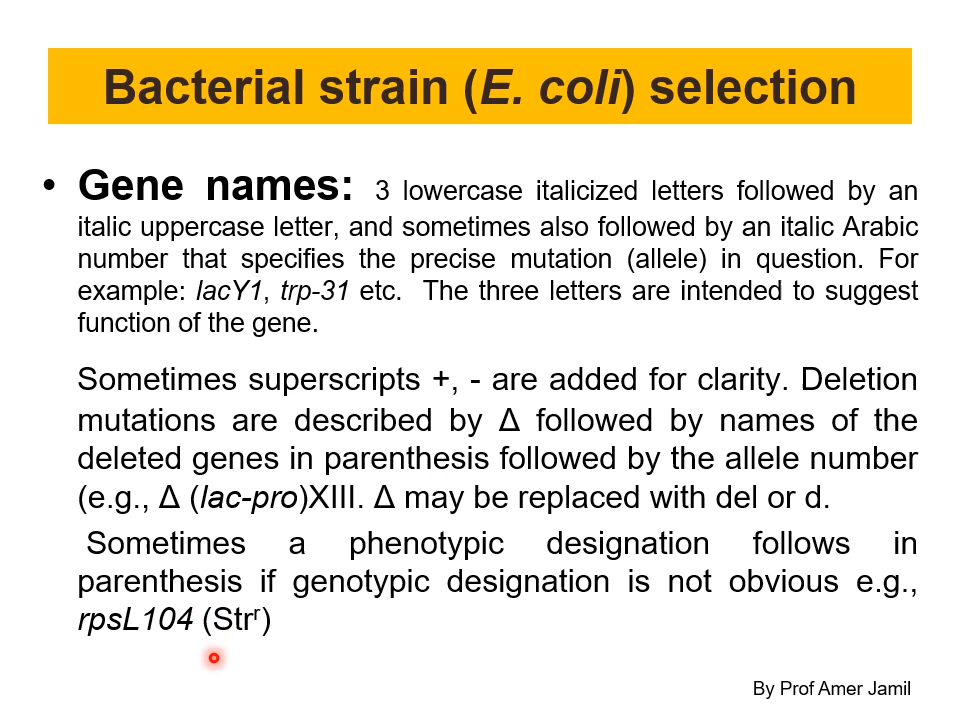 Bacterial strain (E. coli) selection
• Gene names: 3 lowercase italicized letters followed by an
italic uppercase letter, and sometimes also followed by an italic Arabic
number that specifies the precise mutation (allele) in question. For
example: lacY1, trp-31 etc. The three letters are intended to suggest
function of the gene.
Sometimes superscripts +, - are added for clarity. Deletion
mutations are described by Δ followed by names of the
deleted genes in parenthesis followed by the allele number
(e.g., Δ (lac-pro)XIII. Δ may be replaced with del or d.
Sometimes a phenotypic designation follows in
parenthesis if genotypic designation is not obvious e.g.,
rpsL104 (Strʳ)
By Prof Amer Jamil